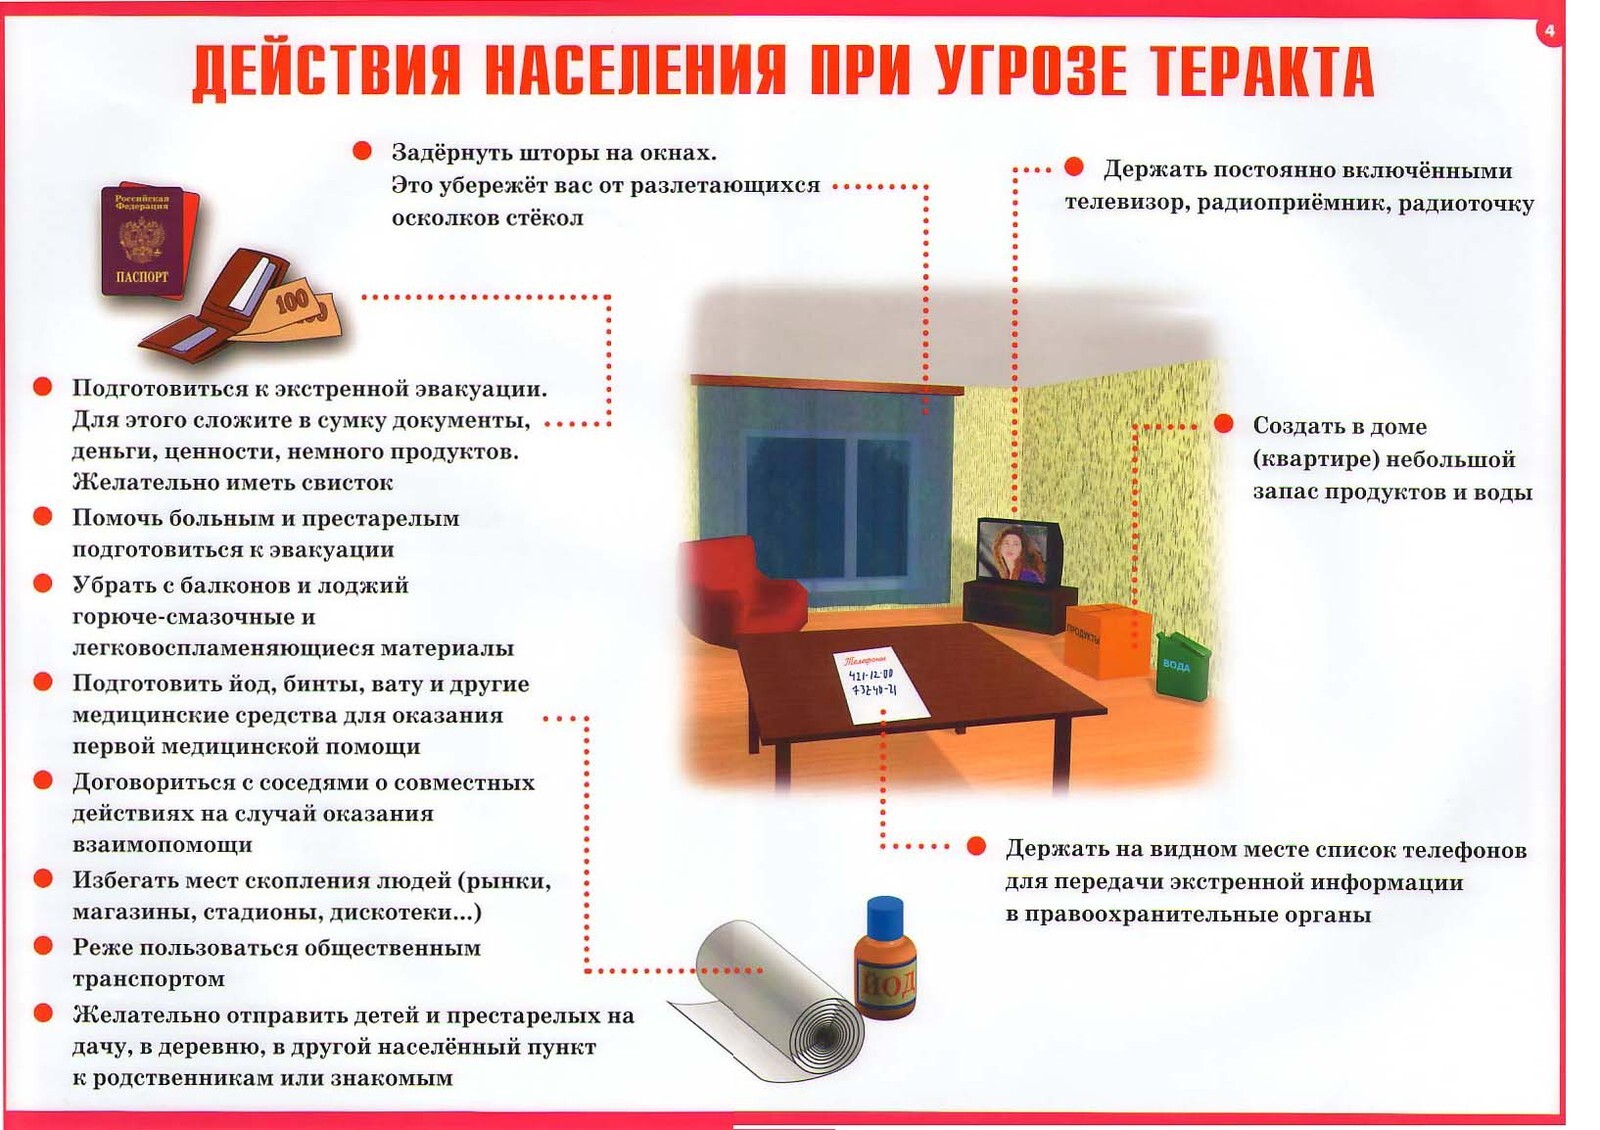 4
ДЕЙСТВИЯ НАСЕЛЕНИЯ ПРИ УГРОЗЕ ТЕРАКТА
Задёрнуть шторы на окнах.
Это убережёт вас от разлетающихся
осколков стёкол
Держать постоянно включёнными
телевизор, радиоприёмник, радиоточку
Российская
Федерация
ПАСПОРТ
100
Подготовиться к экстренной эвакуации.
Для этого сложите в сумку документы,
деньги, ценности, немного продуктов.
Желательно иметь свисток
Помочь больным и престарелым
подготовиться к эвакуации
Убрать с балконов и лоджий
горюче-смазочные и
легковоспламеняющиеся материалы
Подготовить йод, бинты, вату и другие
медицинские средства для оказания
первой медицинской помощи
Договориться с соседями о совместных
действиях на случай оказания
взаимопомощи
Избегать мест скопления людей (рынки,
магазины, стадионы, дискотеки...)
Реже пользоваться общественным
транспортом
Желательно отправить детей и престарелых на
дачу, в деревню, в другой населённый пункт
к родственникам или знакомым
Создать в доме
(квартире) небольшой
запас продуктов и воды
ПРОДУКТЫ
ВОДА
Телефоны
421-12-00
Держать на видном месте список телефонов
для передачи экстренной информации
в правоохранительные органы
ЙОД